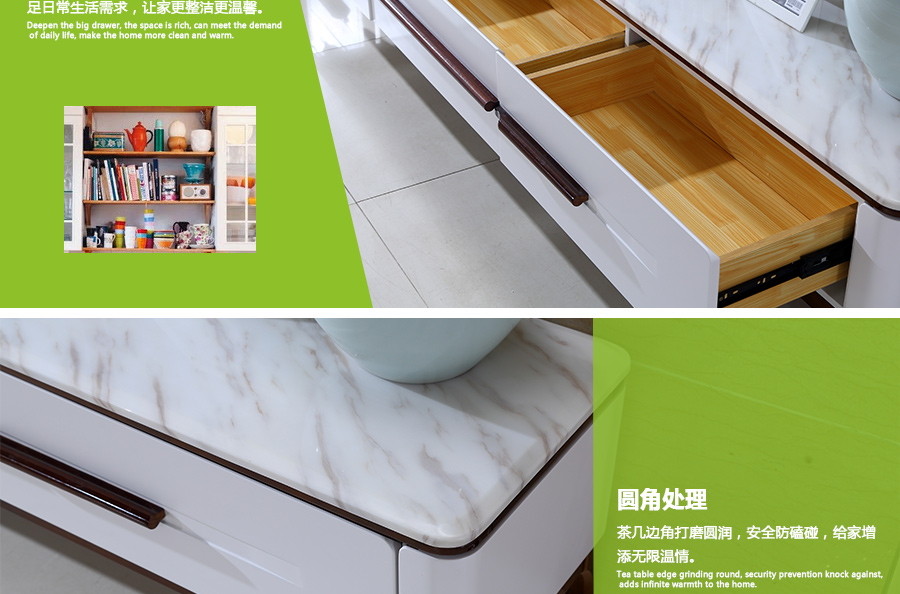 足日常生活需求，让家更整洁更温馨。
Deepen the big drawer, the space is rich, can meet the demand
of daily life, make the home more clean and warm.
圆角处理
茶几边角打磨圆润，安全防磕碰，给家增
添无限温情。
Tea table edge grinding round, security prevention knock against,
adds infinite warmth to the home.